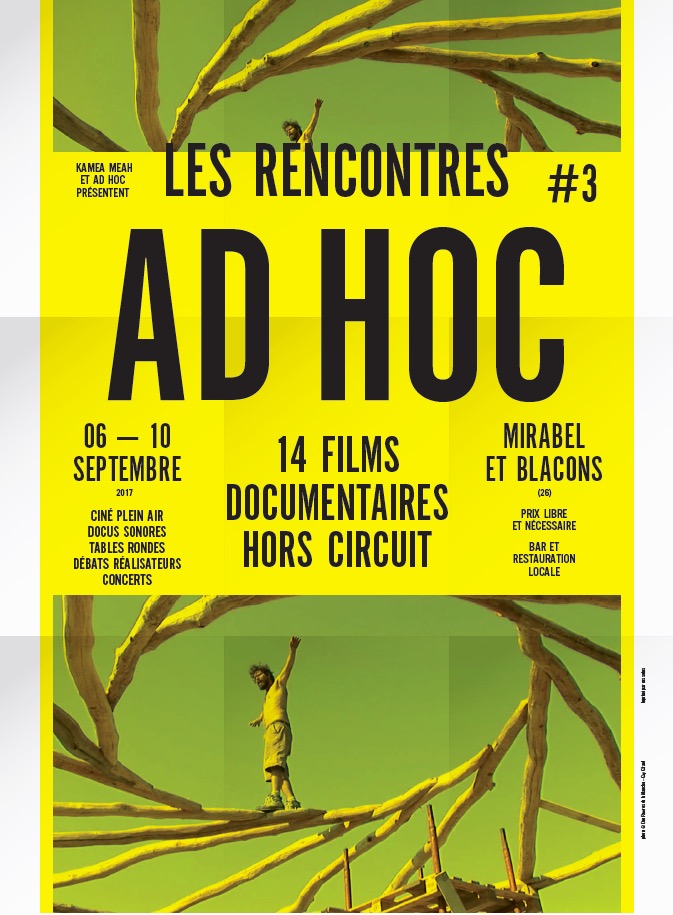 KAMEA MEAH
ET AD HOC
PRÉSENTENT
LES RENCONTRES
#3
AD HOC
06 — 10
SEPTEMBRE
2017
CINÉ PLEIN AIR
DOCUS SONORES
TABLES RONDES
DÉBATS RÉALISATEURS
CONCERTS
14 FILMS
DOCUMENTAIRES
HORS CIRCUIT
MIRABEL
ET BLACONS
(26)
PRIX LIBRE
ET NÉCESSAIRE
BAR ET
RESTAURATION
LOCALE